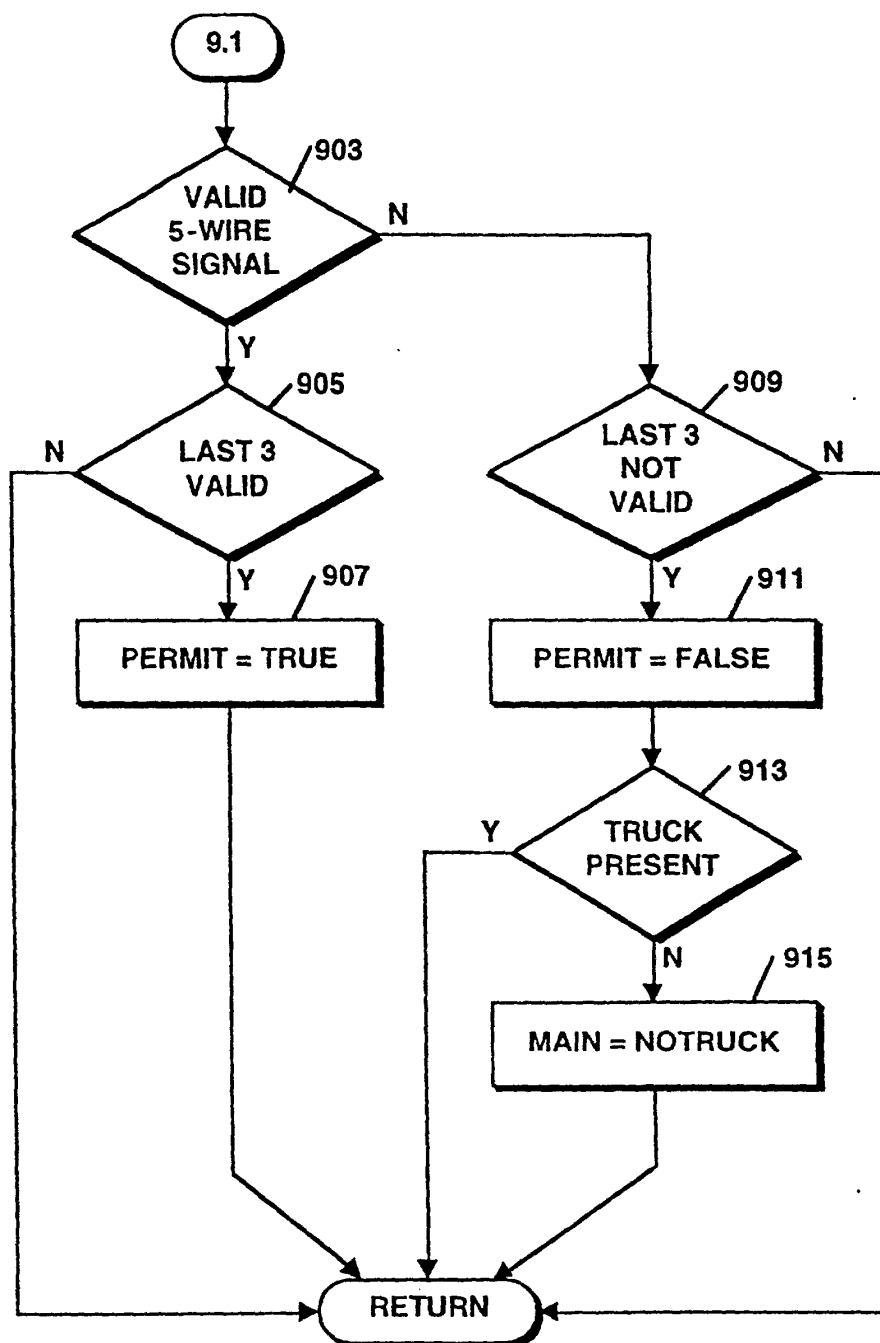 9.1
903
VALID
5-WIRE
SIGNAL
N
Y
905
909
N
LAST 3
VALID
LAST 3
NOT
VALID
N
Y
907
Y
911
PERMIT = TRUE
PERMIT = FALSE
913
Y
TRUCK
PRESENT
N
915
MAIN = NOTRUCK
RETURN